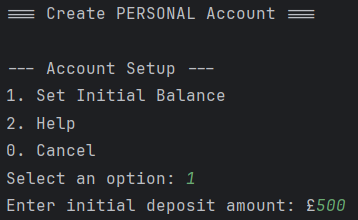 === Create PERSONAL Account ===
--- Account Setup ---
1. Set Initial Balance
2. Help
0. Cancel
Select an option: 1
Enter initial deposit amount: £500